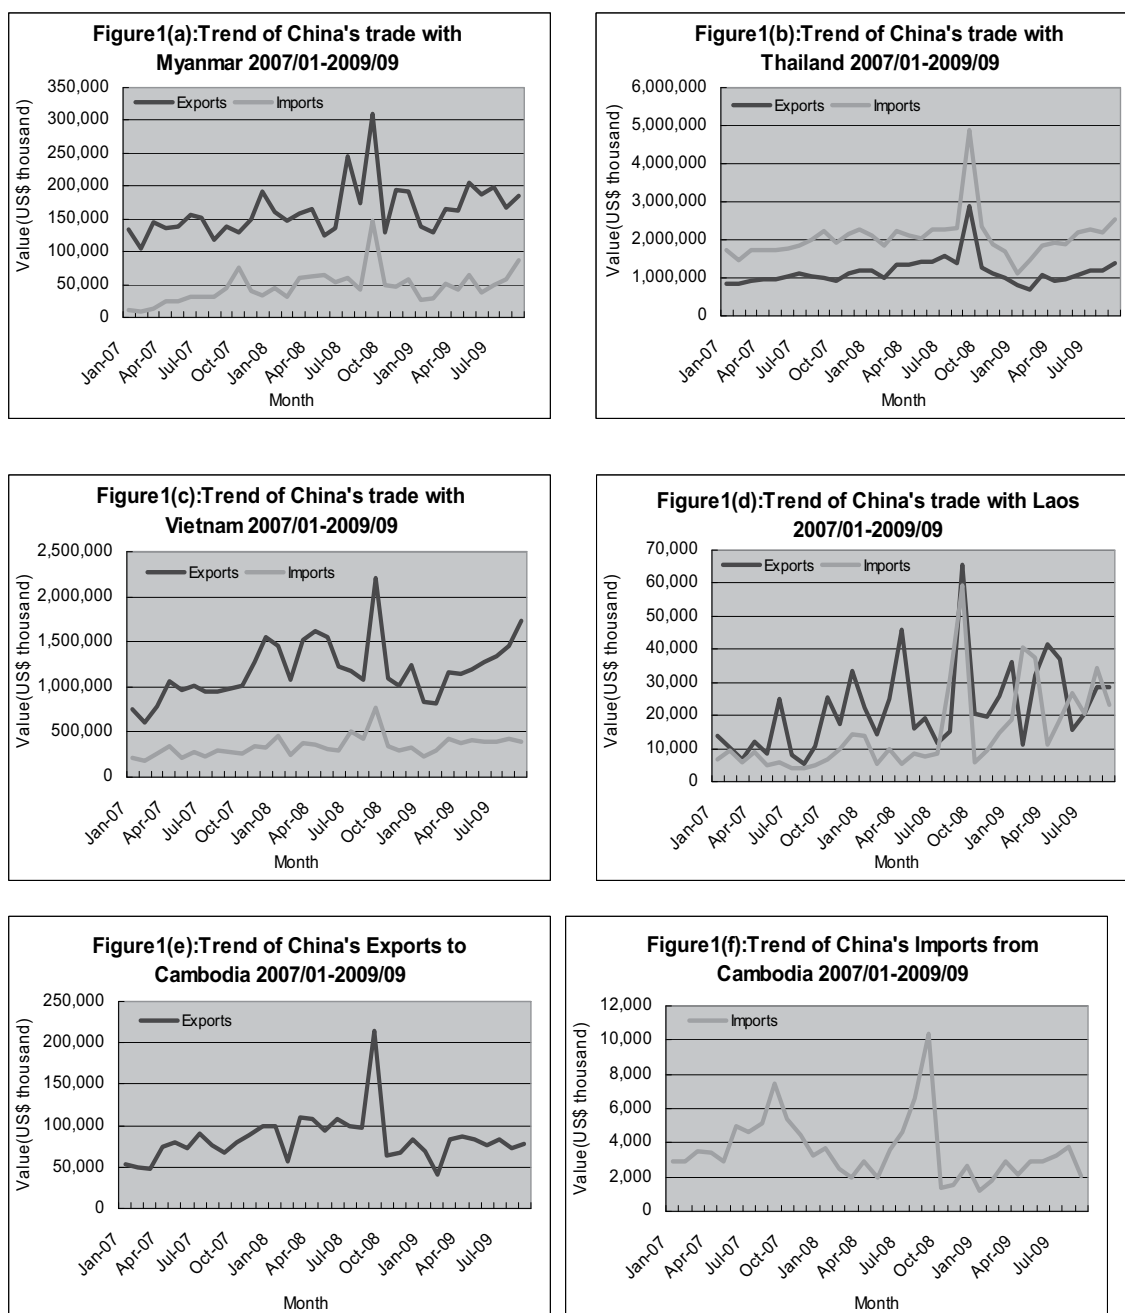 Figure1(a):Trend of China's trade with
Myanmar 2007/01-2009/09
350,000
300,000
250,000
200,000
150,000
100,000
50,000
0
Value(US$ thousand)
Exports Imports
Jan-07 Apr-07 Jul-07 Oct-07 Jan-08 Apr-08 Jul-08 Oct-08 Jan-09 Apr-09 Jul-09
Month
Figure1(b):Trend of China's trade with
Thailand 2007/01-2009/09
6,000,000
5,000,000
4,000,000
3,000,000
2,000,000
1,000,000
0
Value(US$ thousand)
Exports Imports
Jan-07 Apr-07 Jul-07 Oct-07 Jan-08 Apr-08 Jul-08 Oct-08 Jan-09 Apr-09 Jul-09
Month
Figure1(c):Trend of China's trade with
Vietnam 2007/01-2009/09
2,500,000
2,000,000
1,500,000
1,000,000
500,000
0
Value(US$ thousand)
Exports Imports
Jan-07 Apr-07 Jul-07 Oct-07 Jan-08 Apr-08 Jul-08 Oct-08 Jan-09 Apr-09 Jul-09
Month
Figure1(d):Trend of China's trade with Laos
2007/01-2009/09
70,000
60,000
50,000
40,000
30,000
20,000
10,000
0
Value(US$ thousand)
Exports Imports
Jan-07 Apr-07 Jul-07 Oct-07 Jan-08 Apr-08 Jul-08 Oct-08 Jan-09 Apr-09 Jul-09
Month
Figure1(e):Trend of China's Exports to
Cambodia 2007/01-2009/09
250,000
200,000
150,000
100,000
50,000
0
Value(US$ thousand)
Exports
Jan-07 Apr-07 Jul-07 Oct-07 Jan-08 Apr-08 Jul-08 Oct-08 Jan-09 Apr-09 Jul-09
Month
Figure1(f):Trend of China's Imports from
Cambodia 2007/01-2009/09
12,000
10,000
8,000
6,000
4,000
2,000
0
Value(US$ thousand)
Imports
Jan-07 Apr-07 Jul-07 Oct-07 Jan-08 Apr-08 Jul-08 Oct-08 Jan-09 Apr-09 Jul-09
Month